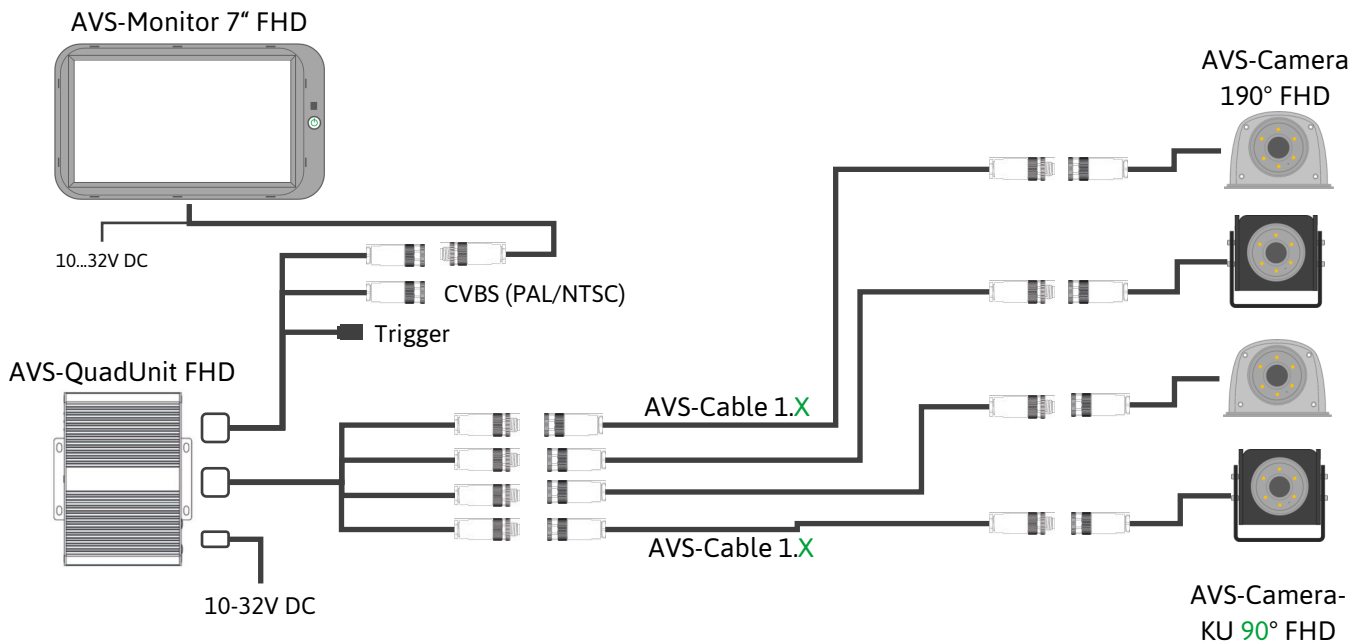 AVS-Monitor 7“ FHD
AVS-Camera
190° FHD
10...32V DC
CVBS (PAL/NTSC)
Trigger
AVS-QuadUnit FHD
AVS-Cable 1.X
AVS-Cable 1.X
10-32V DC
AVS-Camera-
KU 90° FHD